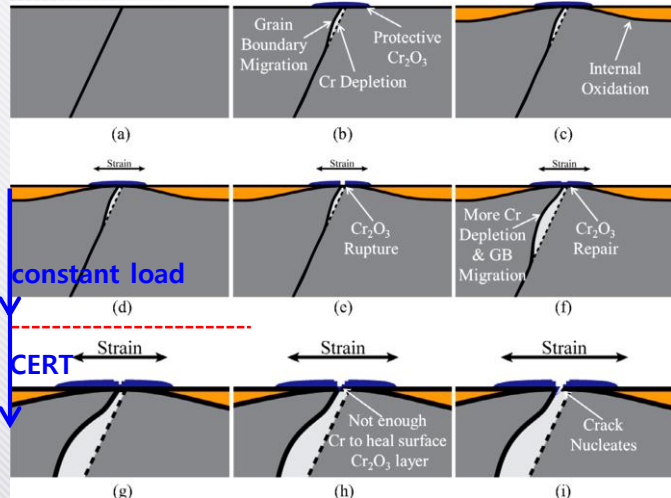 Grain
Boundary
Migration
Cr Depletion
Protective
Cr₂O₃
Internal
Oxidation
(a)
(b)
(c)
Strain
Strain
Strain
Cr₂O₃
Rupture
More Cr
Depletion
& GB
Migration
Cr₂O₃
Repair
constant load
(d)
(e)
(f)
CERT
Strain
Strain
Strain
Not enough
Cr to heal surface
Cr₂O₃ layer
Crack
Nucleates
(g)
(h)
(i)